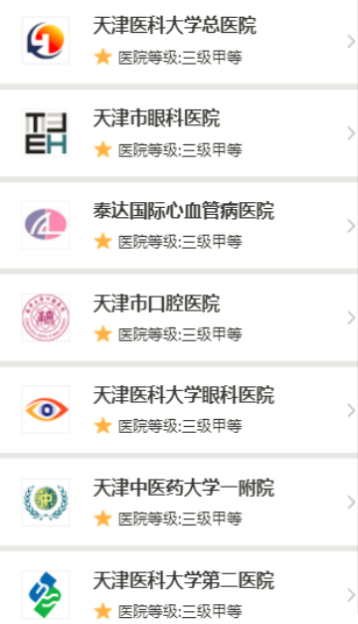 天津医科大学总医院
医院等级:三级甲等
天津市眼科医院
医院等级:三级甲等
泰达国际心血管病医院
医院等级:三级甲等
天津市口腔医院
医院等级:三级甲等
天津医科大学眼科医院
医院等级:三级甲等
天津中医药大学一附院
医院等级:三级甲等
天津医科大学第二医院
医院等级:三级甲等